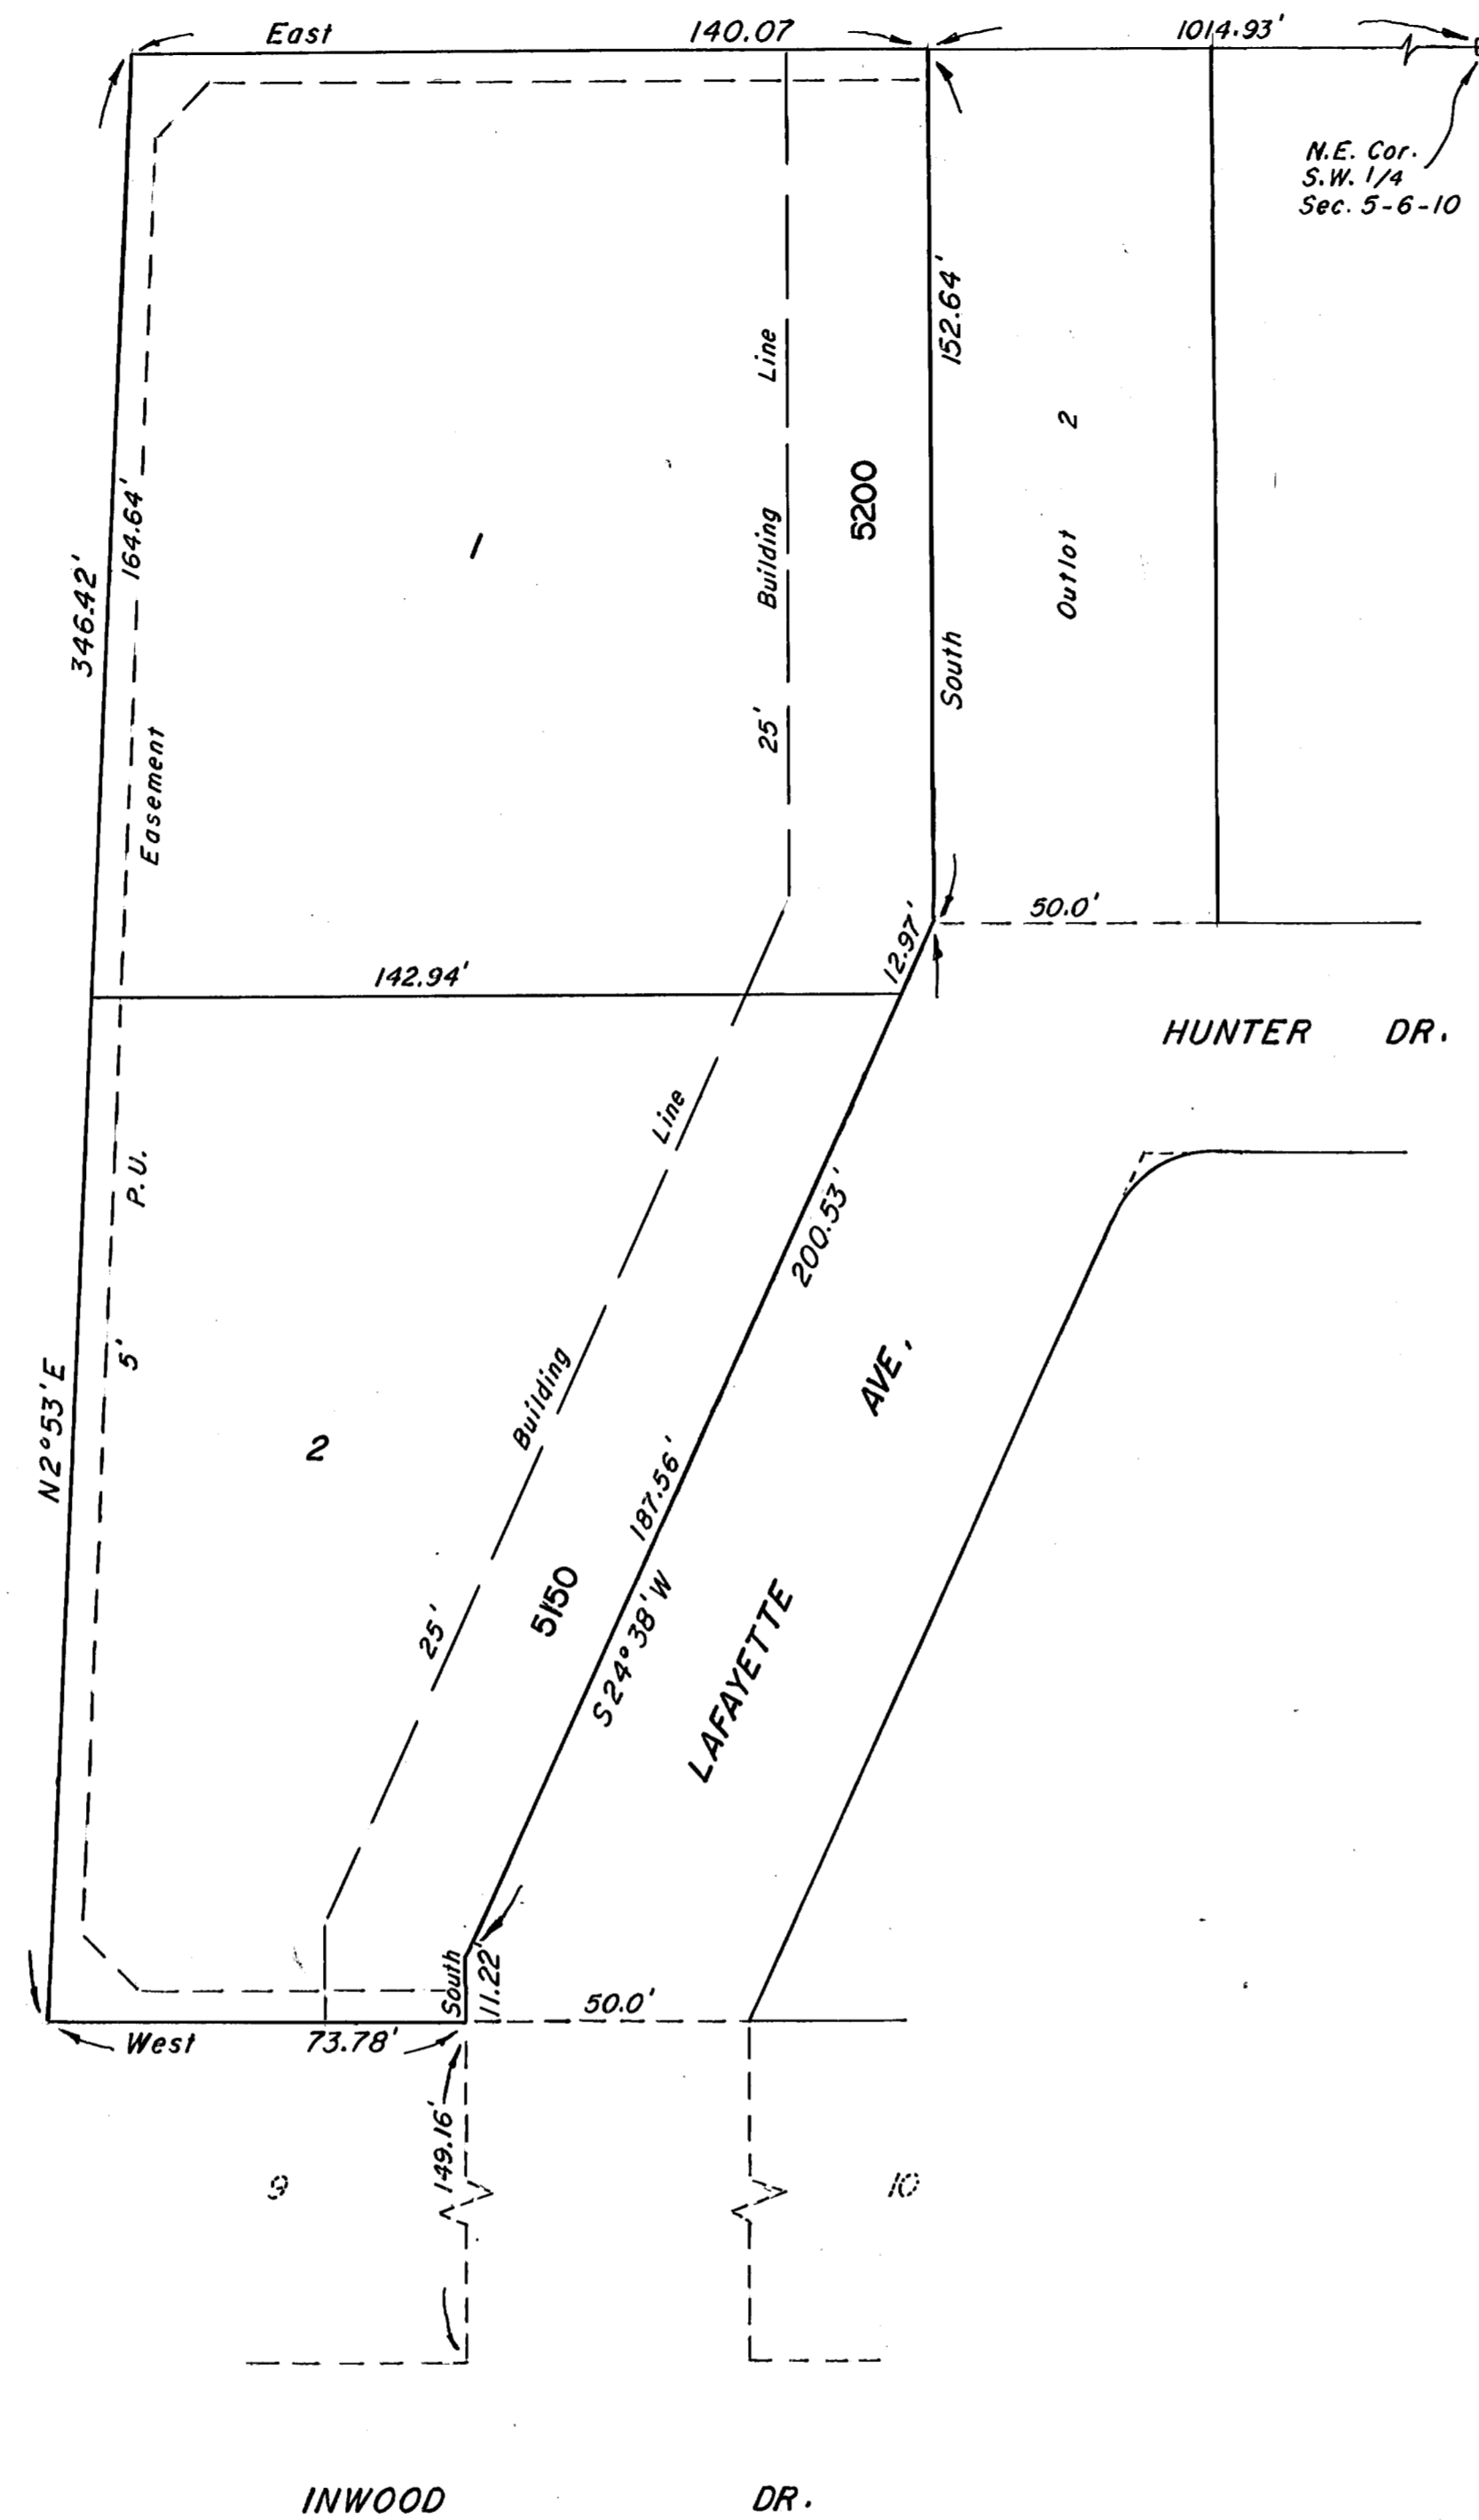 East
140.07
1014.93'
N.E. Cor.
S.W. 1/4
Sec. 5-6-10
152.64'
Building Line
5200
Outlot 2
346.42'
164.64'
1
South
25'
Easement
50.0'
12.97'
142.94'
HUNTER DR.
Line
P.U.
200.53'
5'
Building
AVE.
N 2° 53' E
2
187.56'
5150
25'
S 24° 38' W
LAFAYETTE
South
11.22'
50.0'
West
73.78'
149.16'
9
10
INWOOD DR.